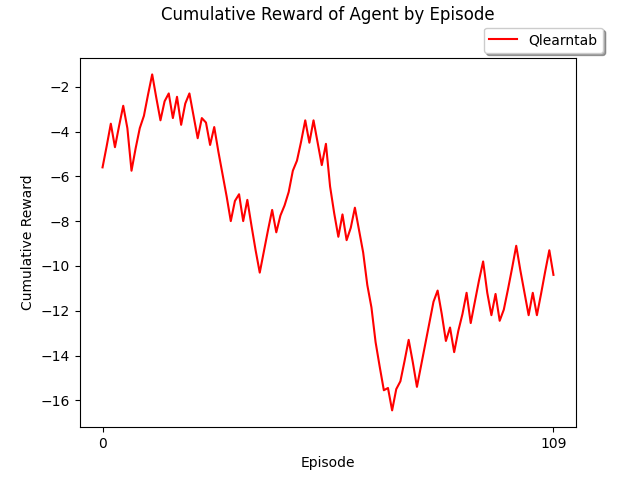 Cumulative Reward of Agent by Episode
Qlearntab
−2
−4
−6
−8
−10
−12
−14
−16
Cumulative Reward
0
109
Episode